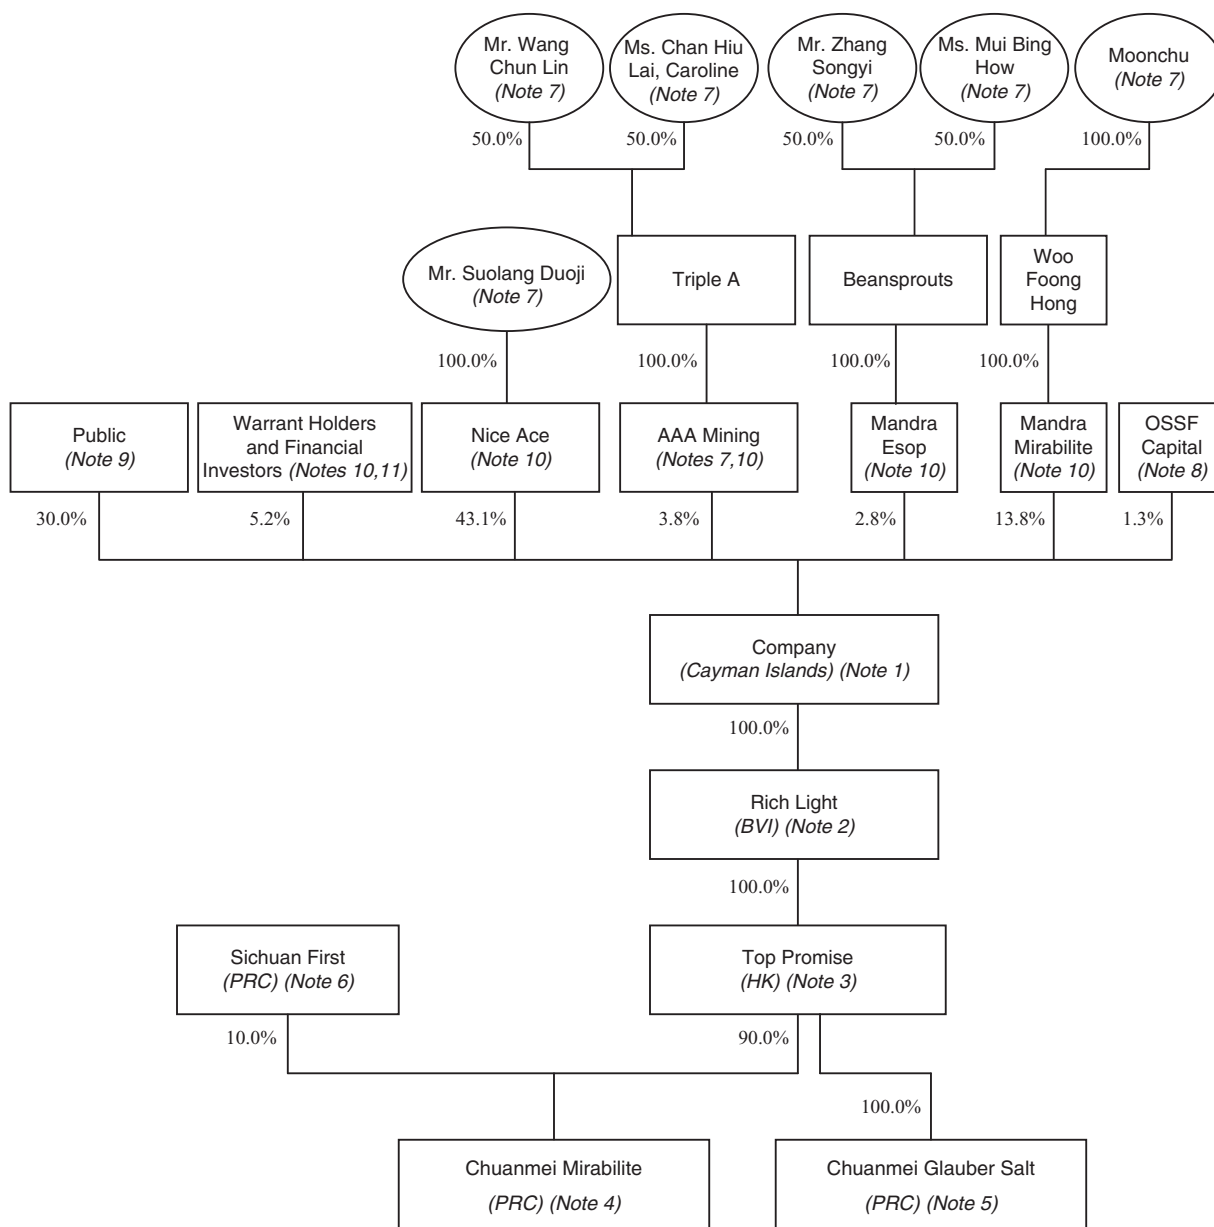 Mr. Wang
Chun Lin
(Note 7)
Ms. Chan Hiu
Lai, Caroline
(Note 7)
Mr. Zhang
Songyi
(Note 7)
Ms. Mui Bing
How
(Note 7)
Moonchu
(Note 7)
50.0%
50.0%
50.0%
50.0%
100.0%
Mr. Suolang Duoji
(Note 7)
Triple A
Beansprouts
Woo
Foong
Hong
100.0%
100.0%
100.0%
100.0%
Public
(Note 9)
Warrant Holders
and Financial
Investors (Notes 10,11)
Nice Ace
(Note 10)
AAA Mining
(Notes 7,10)
Mandra
Esop
(Note 10)
Mandra
Mirabilite
(Note 10)
OSSF
Capital
(Note 8)
30.0%
5.2%
43.1%
3.8%
2.8%
13.8%
1.3%
Company
(Cayman Islands) (Note 1)
100.0%
Rich Light
(BVI) (Note 2)
100.0%
Sichuan First
(PRC) (Note 6)
Top Promise
(HK) (Note 3)
10.0%
90.0%
100.0%
Chuanmei Mirabilite
(PRC) (Note 4)
Chuanmei Glauber Salt
(PRC) (Note 5)